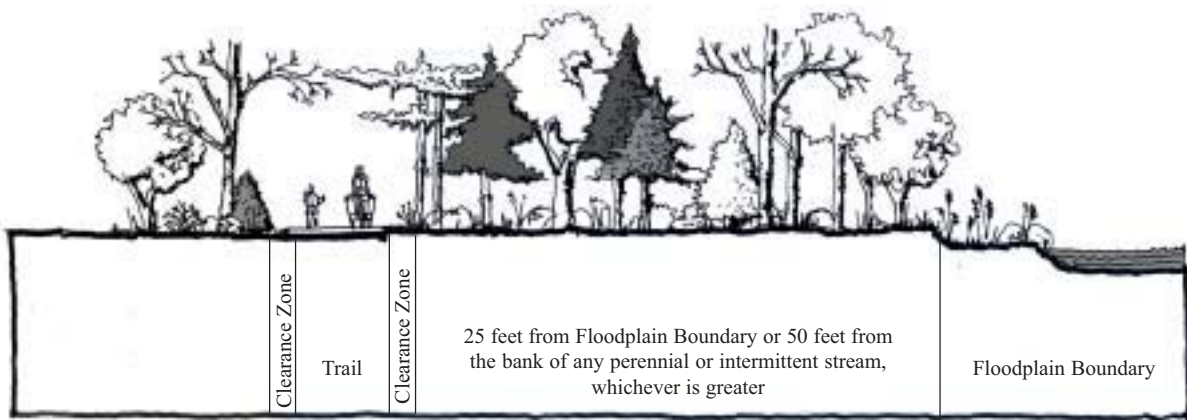 Clearance Zone
Trail
Clearance Zone
25 feet from Floodplain Boundary or 50 feet from
the bank of any perennial or intermittent stream,
whichever is greater
Floodplain Boundary